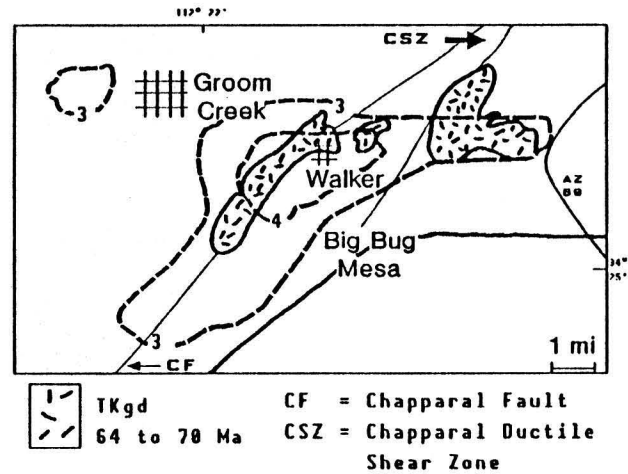 112° 22'
CSZ
3
Groom
Creek
3
Walker
AZ
69
4
Big Bug
Mesa
34°
25'
3
CF
1 mi
TKgd
64 to 70 Ma
CF = Chapparal Fault
CSZ = Chapparal Ductile
Shear Zone